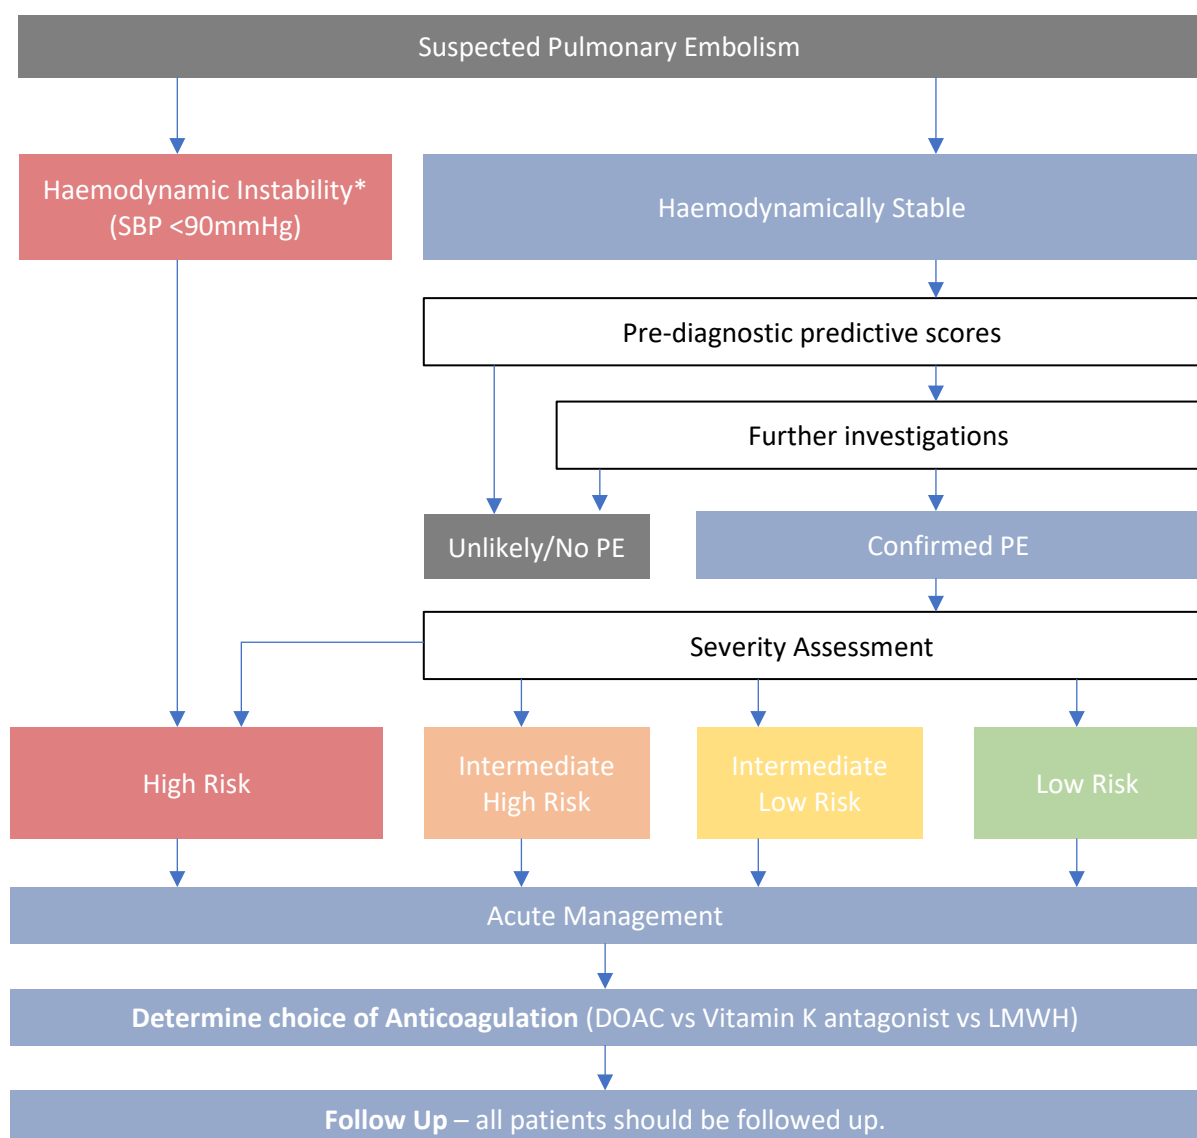 Suspected Pulmonary Embolism
Haemodynamic Instability*
(SBP <90mmHg)
Haemodynamically Stable
Pre-diagnostic predictive scores
Further investigations
Unlikely/No PE
Confirmed PE
Severity Assessment
High Risk
Intermediate
High Risk
Intermediate
Low Risk
Low Risk
Acute Management
Determine choice of Anticoagulation (DOAC vs Vitamin K antagonist vs LMWH)
Follow Up – all patients should be followed up.